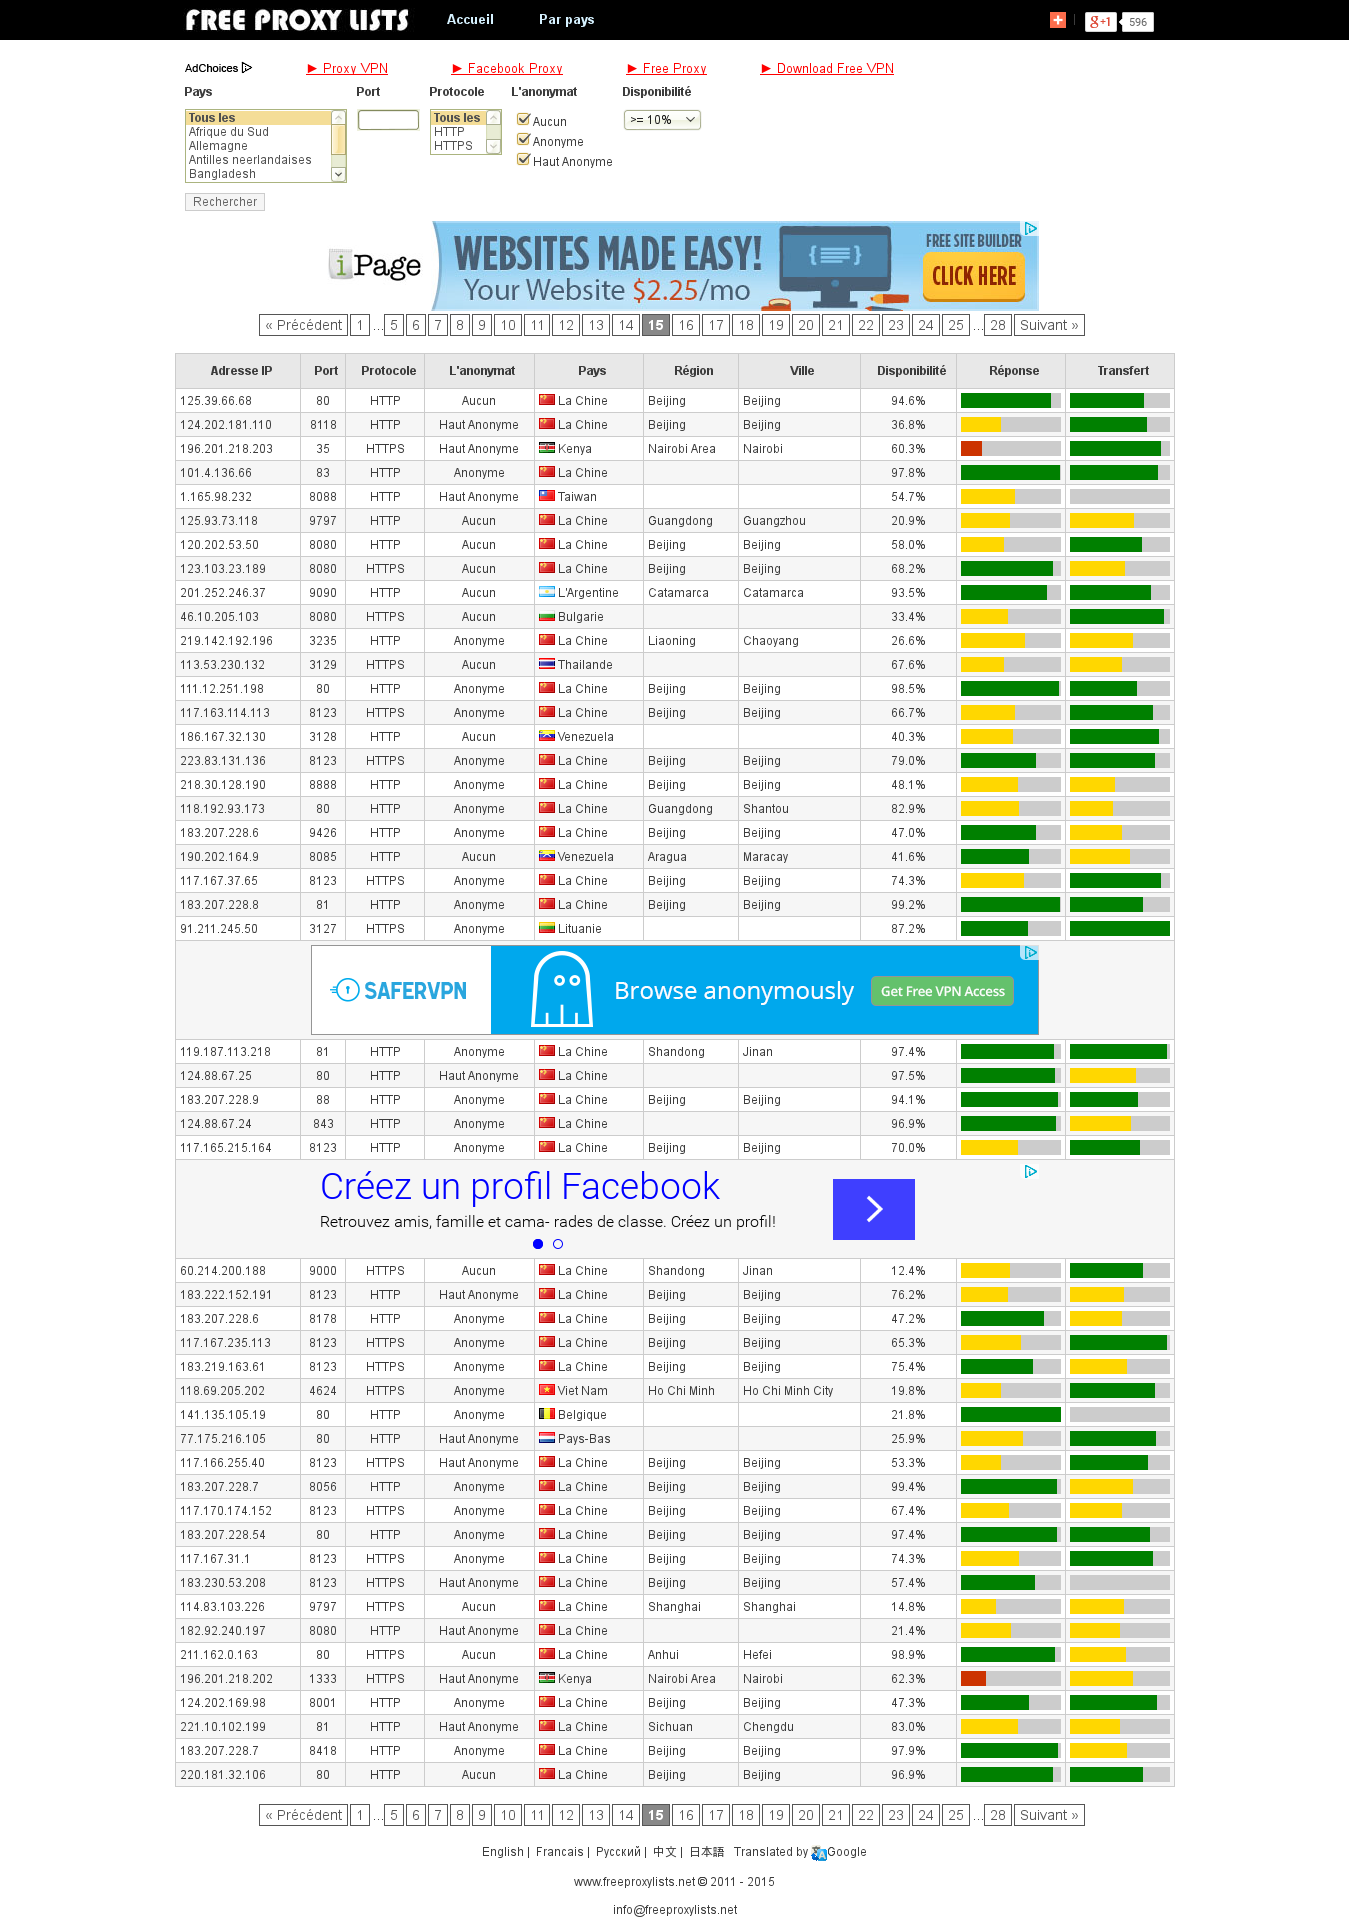 FREE PROXY LISTS Accueil Par pays g+1 596
AdChoices ► Proxy VPN ► Facebook Proxy ► Free Proxy ► Download Free VPN
Pays Port Protocole L'anonymat Disponibilité
Tous les Tous les Aucun >= 10%
Afrique du Sud HTTP Anonyme
Allemagne HTTPS Haut Anonyme
Antilles neerlandaises
Bangladesh
Rechercher
iPage WEBSITES MADE EASY! FREE SITE BUILDER
Your Website $2.25/mo CLICK HERE
« Précédent 1 ... 5 6 7 8 9 10 11 12 13 14 15 16 17 18 19 20 21 22 23 24 25 ... 28 Suivant »
Adresse IP Port Protocole L'anonymat Pays Région Ville Disponibilité Réponse Transfert
125.39.66.68 80 HTTP Aucun La Chine Beijing Beijing 94.6%
124.202.181.110 8118 HTTP Haut Anonyme La Chine Beijing Beijing 36.8%
196.201.218.203 35 HTTPS Haut Anonyme Kenya Nairobi Area Nairobi 60.3%
101.4.136.66 83 HTTP Anonyme La Chine 97.8%
1.165.98.232 8088 HTTP Haut Anonyme Taiwan 54.7%
125.93.73.118 9797 HTTP Aucun La Chine Guangdong Guangzhou 20.9%
120.202.53.50 8080 HTTP Aucun La Chine Beijing Beijing 58.0%
123.103.23.189 8080 HTTPS Aucun La Chine Beijing Beijing 68.2%
201.252.246.37 9090 HTTP Aucun L'Argentine Catamarca Catamarca 93.5%
46.10.205.103 8080 HTTPS Aucun Bulgarie 33.4%
219.142.192.196 3235 HTTP Anonyme La Chine Liaoning Chaoyang 26.6%
113.53.230.132 3129 HTTPS Aucun Thailande 67.6%
111.12.251.198 80 HTTP Anonyme La Chine Beijing Beijing 98.5%
117.163.114.113 8123 HTTPS Anonyme La Chine Beijing Beijing 66.7%
186.167.32.130 3128 HTTP Aucun Venezuela 40.3%
223.83.131.136 8123 HTTPS Anonyme La Chine Beijing Beijing 79.0%
218.30.128.190 8888 HTTP Anonyme La Chine Beijing Beijing 48.1%
118.192.93.173 80 HTTP Anonyme La Chine Guangdong Shantou 82.9%
183.207.228.6 9426 HTTP Anonyme La Chine Beijing Beijing 47.0%
190.202.164.9 8085 HTTP Aucun Venezuela Aragua Maracay 41.6%
117.167.37.65 8123 HTTPS Anonyme La Chine Beijing Beijing 74.3%
183.207.228.8 81 HTTP Anonyme La Chine Beijing Beijing 99.2%
91.211.245.50 3127 HTTPS Anonyme Lituanie 87.2%
SAFERVPN Browse anonymously Get Free VPN Access
119.187.113.218 81 HTTP Anonyme La Chine Shandong Jinan 97.4%
124.88.67.25 80 HTTP Haut Anonyme La Chine 97.5%
183.207.228.9 88 HTTP Anonyme La Chine Beijing Beijing 94.1%
124.88.67.24 843 HTTP Anonyme La Chine 96.9%
117.165.215.164 8123 HTTP Anonyme La Chine Beijing Beijing 70.0%
Créez un profil Facebook
Retrouvez amis, famille et cama- rades de classe. Créez un profil!
60.214.200.188 9000 HTTPS Aucun La Chine Shandong Jinan 12.4%
183.222.152.191 8123 HTTP Haut Anonyme La Chine Beijing Beijing 76.2%
183.207.228.6 8178 HTTP Anonyme La Chine Beijing Beijing 47.2%
117.167.235.113 8123 HTTPS Anonyme La Chine Beijing Beijing 65.3%
183.219.163.61 8123 HTTPS Anonyme La Chine Beijing Beijing 75.4%
118.69.205.202 4624 HTTPS Anonyme Viet Nam Ho Chi Minh Ho Chi Minh City 19.8%
141.135.105.19 80 HTTP Anonyme Belgique 21.8%
77.175.216.105 80 HTTP Haut Anonyme Pays-Bas 25.9%
117.166.255.40 8123 HTTPS Haut Anonyme La Chine Beijing Beijing 53.3%
183.207.228.7 8056 HTTP Anonyme La Chine Beijing Beijing 99.4%
117.170.174.152 8123 HTTPS Anonyme La Chine Beijing Beijing 67.4%
183.207.228.54 80 HTTP Anonyme La Chine Beijing Beijing 97.4%
117.167.31.1 8123 HTTPS Anonyme La Chine Beijing Beijing 74.3%
183.230.53.208 8123 HTTPS Haut Anonyme La Chine Beijing Beijing 57.4%
114.83.103.226 9797 HTTPS Aucun La Chine Shanghai Shanghai 14.8%
182.92.240.197 8080 HTTP Haut Anonyme La Chine 21.4%
211.162.0.163 80 HTTPS Aucun La Chine Anhui Hefei 98.9%
196.201.218.202 1333 HTTPS Haut Anonyme Kenya Nairobi Area Nairobi 62.3%
124.202.169.98 8001 HTTP Anonyme La Chine Beijing Beijing 47.3%
221.10.102.199 81 HTTP Haut Anonyme La Chine Sichuan Chengdu 83.0%
183.207.228.7 8418 HTTP Anonyme La Chine Beijing Beijing 97.9%
220.181.32.106 80 HTTP Aucun La Chine Beijing Beijing 96.9%
« Précédent 1 ... 5 6 7 8 9 10 11 12 13 14 15 16 17 18 19 20 21 22 23 24 25 ... 28 Suivant »
English | Francais | Русский | 中文 | 日本語 Translated by Google
www.freeproxylists.net © 2011 - 2015
info@freeproxylists.net